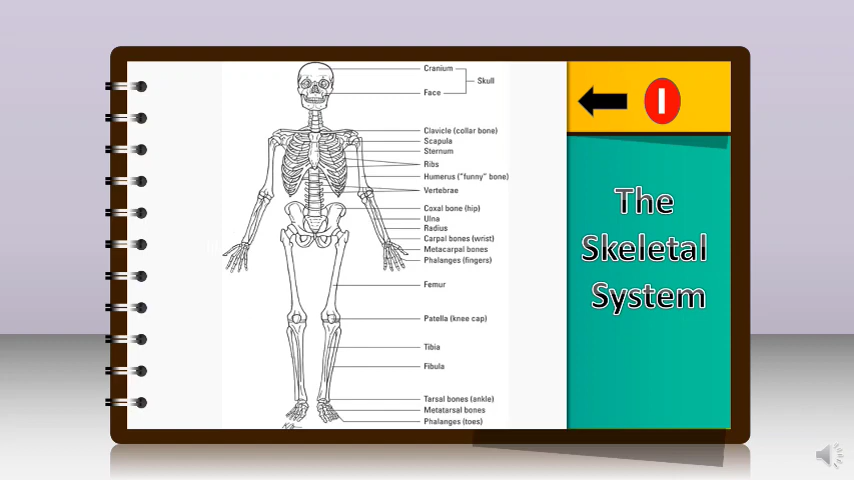 Cranium
Skull
Face
Clavicle (collar bone)
Scapula
Sternum
Ribs
Humerus ("funny" bone)
Vertebrae
Coxal bone (hip)
Ulna
Radius
Carpal bones (wrist)
Metacarpal bones
Phalanges (fingers)
Femur
Patella (knee cap)
Tibia
Fibula
Tarsal bones (ankle)
Metatarsal bones
Phalanges (toes)
I
The
Skeletal
System